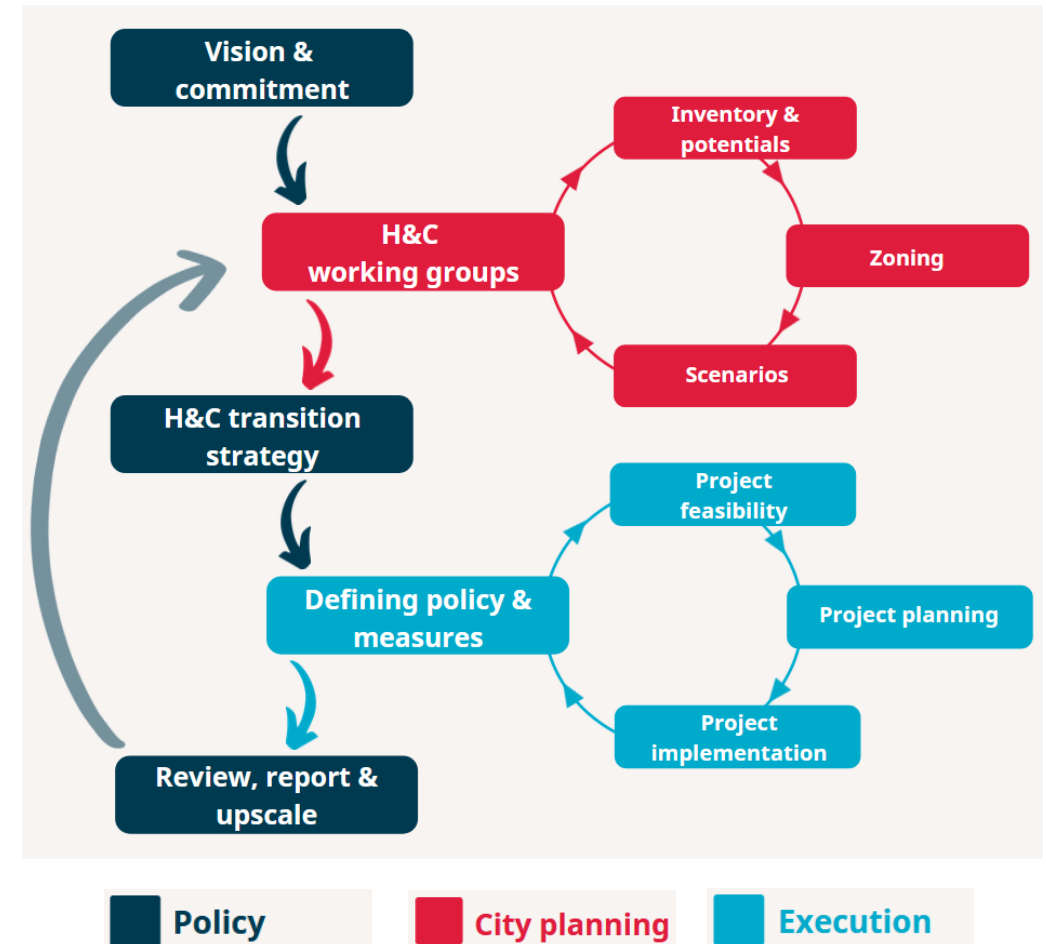 Vision &
commitment
Inventory &
potentials
H&C
working groups
Zoning
Scenarios
H&C transition
strategy
Project
feasibility
Defining policy &
measures
Project planning
Project
implementation
Review, report &
upscale
Policy
City planning
Execution